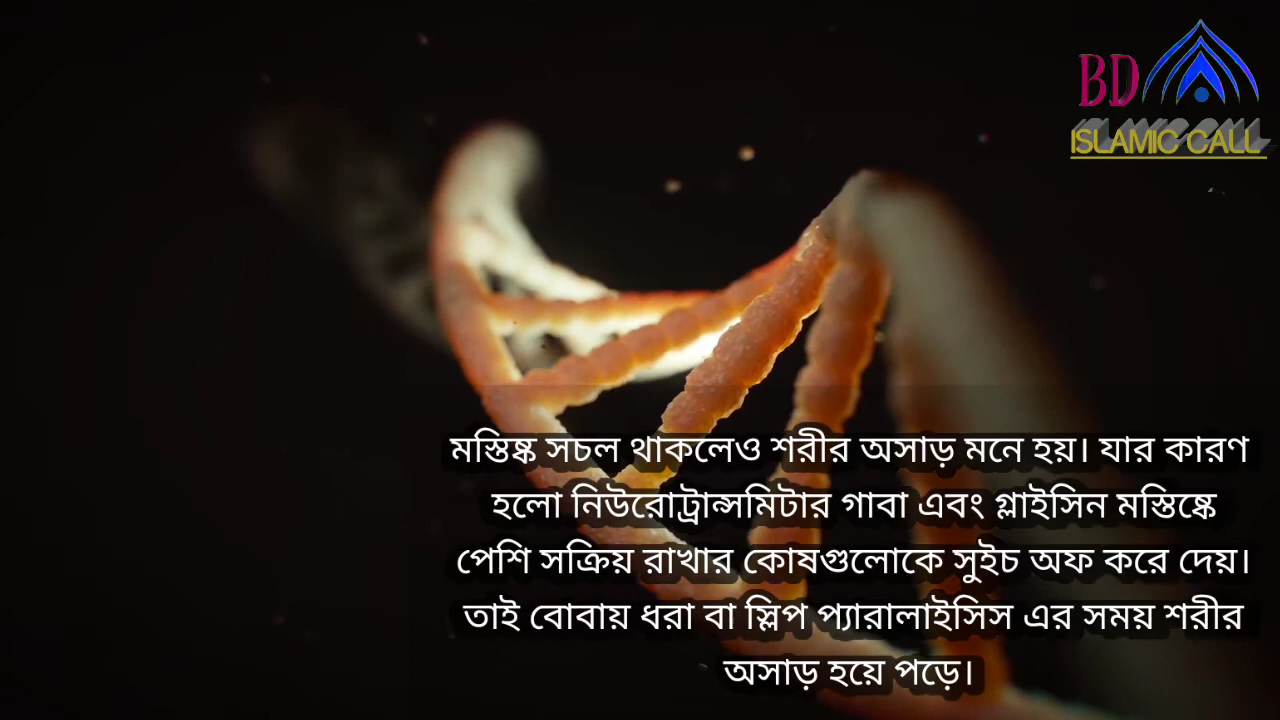 BD
ISLAMIC CALL
মস্তিষ্ক সচল থাকলেও শরীর অসাড় মনে হয়। যার কারণ
হলো নিউরোট্রান্সমিটার গাবা এবং গ্লাইসিন মস্তিষ্কে
পেশি সক্রিয় রাখার কোষগুলোকে সুইচ অফ করে দেয়।
তাই বোবায় ধরা বা স্লিপ প্যারালাইসিস এর সময় শরীর
অসাড় হয়ে পড়ে।